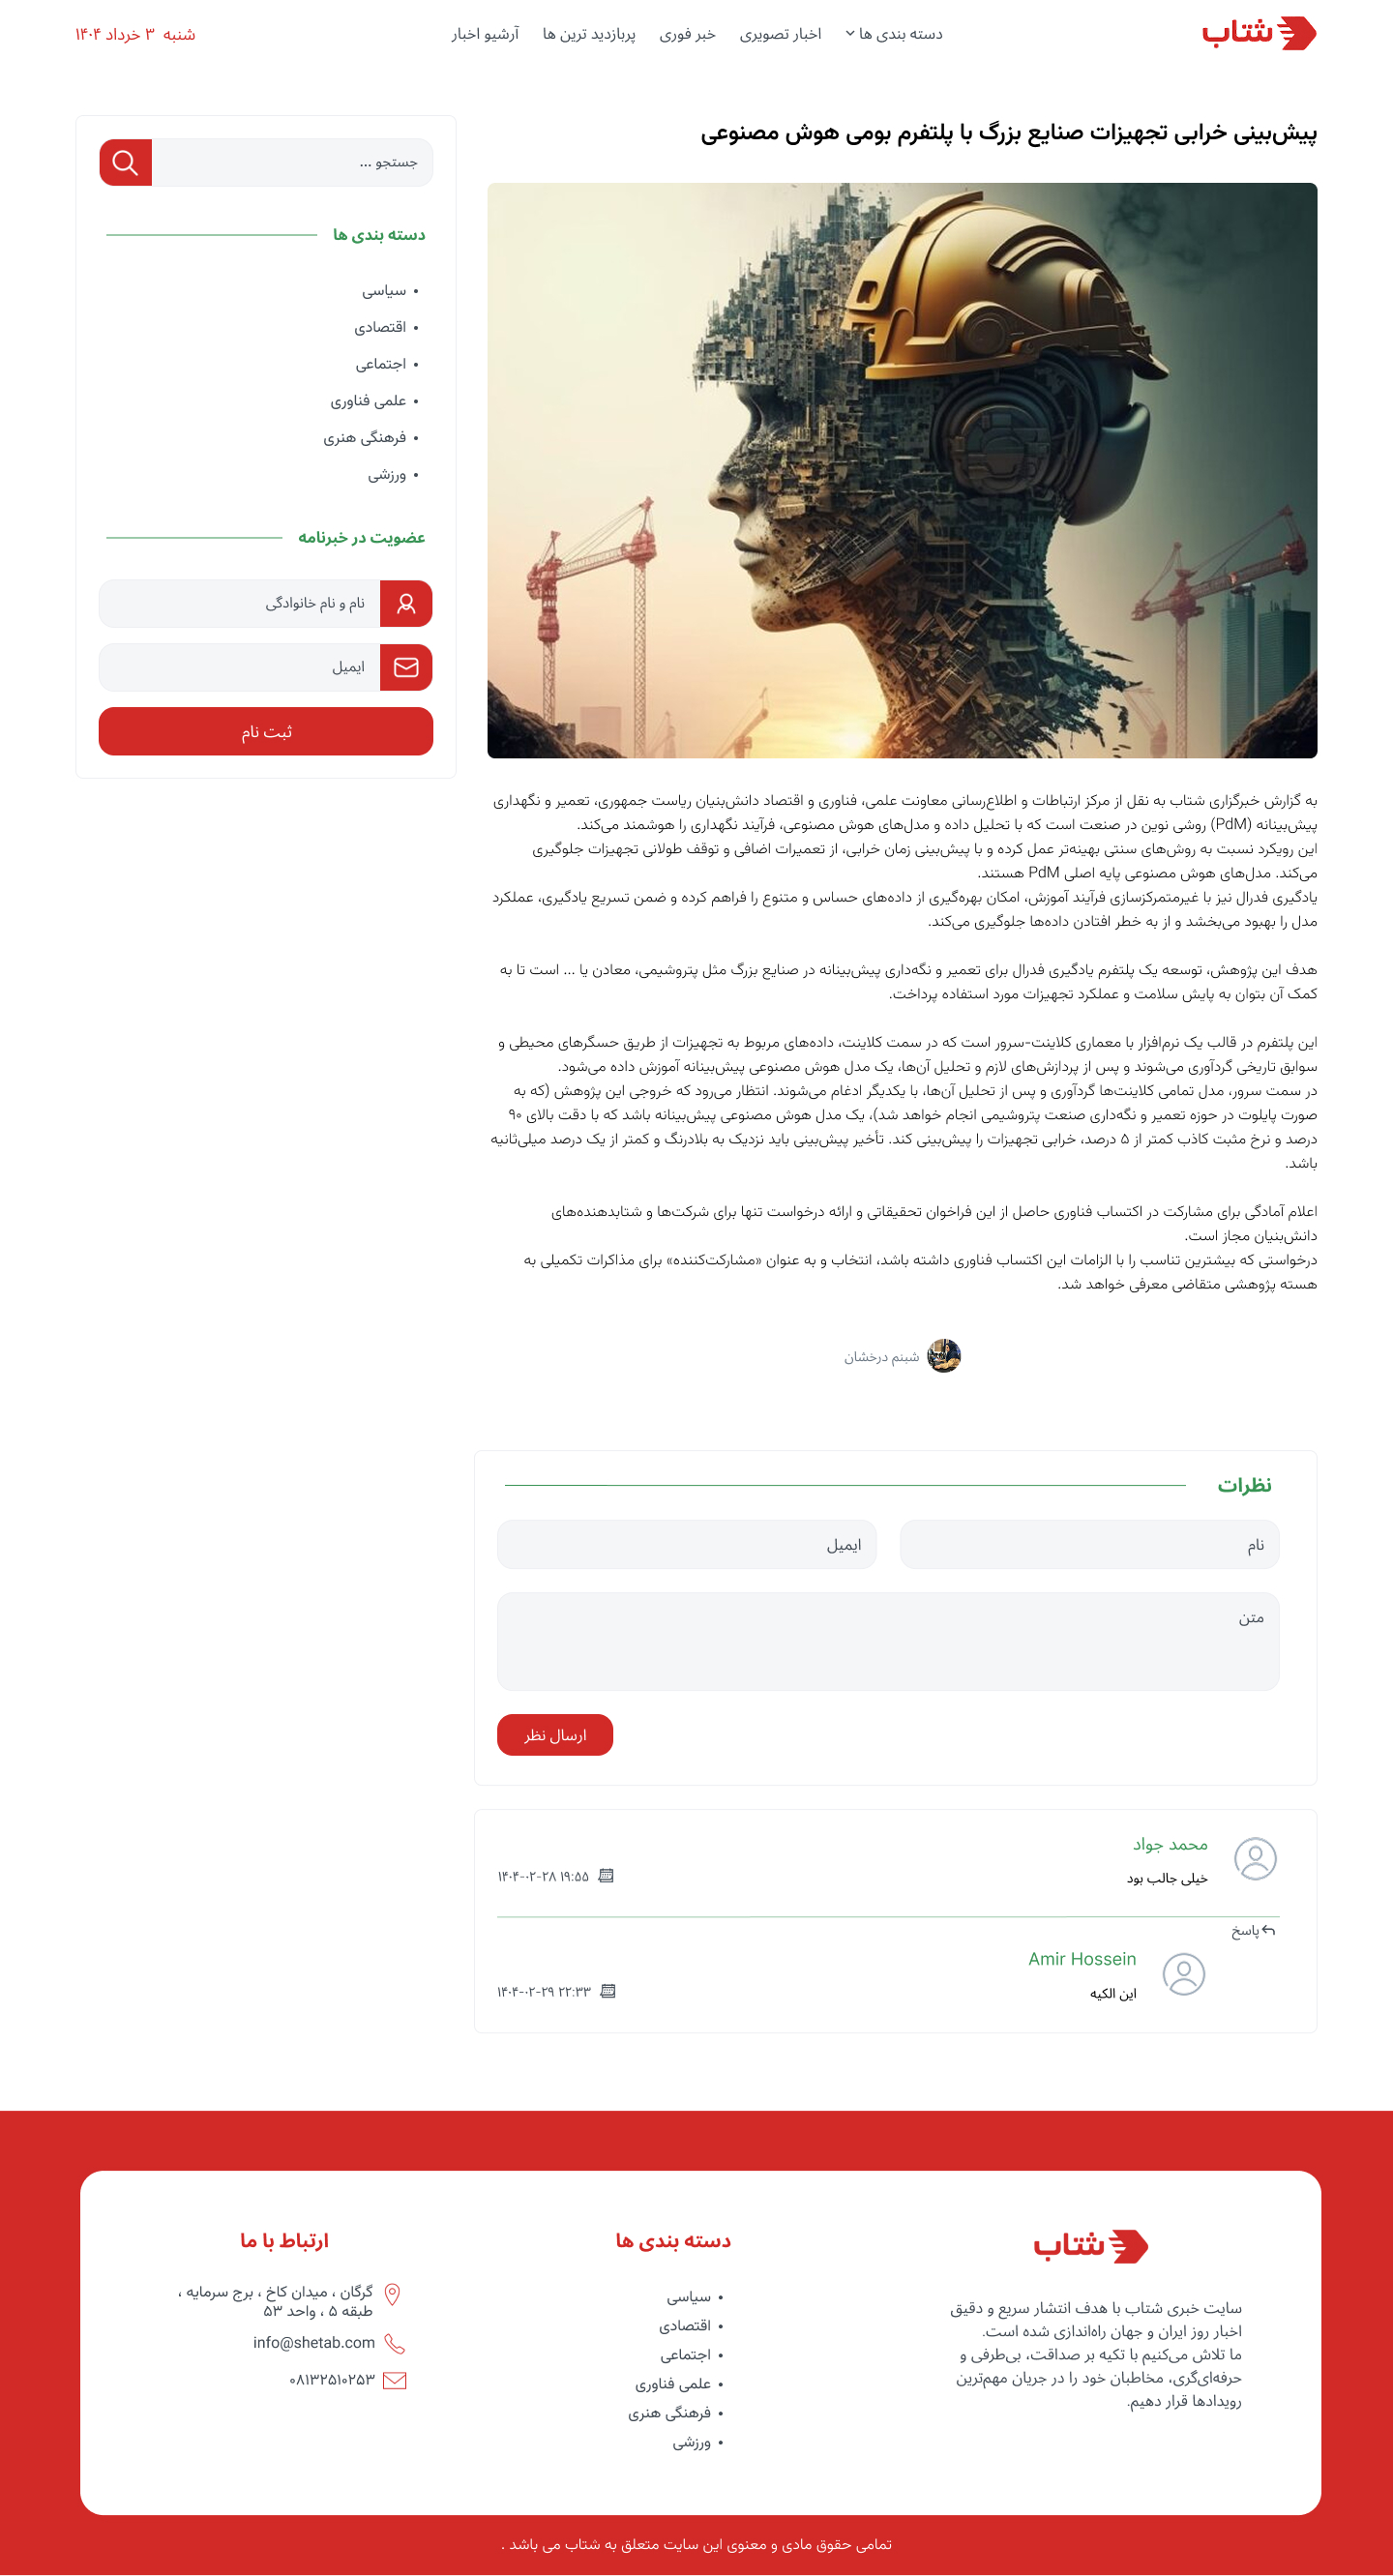 شتاب
دسته بندی ها
اخبار تصویری
خبر فوری
پربازدید ترین ها
آرشیو اخبار
شنبه ۳ خرداد ۱۴۰۴
پیش‌بینی خرابی تجهیزات صنایع بزرگ با پلتفرم بومی هوش مصنوعی
به گزارش خبرگزاری شتاب به نقل از مرکز ارتباطات و اطلاع‌رسانی معاونت علمی، فناوری و اقتصاد دانش‌بنیان ریاست جمهوری، تعمیر و نگهداری
پیش‌بینانه (PdM) روشی نوین در صنعت است که با تحلیل داده و مدل‌های هوش مصنوعی، فرآیند نگهداری را هوشمند می‌کند.
این رویکرد نسبت به روش‌های سنتی بهینه‌تر عمل کرده و با پیش‌بینی زمان خرابی، از تعمیرات اضافی و توقف طولانی تجهیزات جلوگیری
می‌کند. مدل‌های هوش مصنوعی پایه اصلی PdM هستند.
یادگیری فدرال نیز با غیرمتمرکزسازی فرآیند آموزش، امکان بهره‌گیری از داده‌های حساس و متنوع را فراهم کرده و ضمن تسریع یادگیری، عملکرد
مدل را بهبود می‌بخشد و از به خطر افتادن داده‌ها جلوگیری می‌کند.
هدف این پژوهش، توسعه یک پلتفرم یادگیری فدرال برای تعمیر و نگه‌داری پیش‌بینانه در صنایع بزرگ مثل پتروشیمی، معادن یا ... است تا به
کمک آن بتوان به پایش سلامت و عملکرد تجهیزات مورد استفاده پرداخت.
این پلتفرم در قالب یک نرم‌افزار با معماری کلاینت-سرور است که در سمت کلاینت، داده‌های مربوط به تجهیزات از طریق حسگرهای محیطی و
سوابق تاریخی گردآوری می‌شوند و پس از پردازش‌های لازم و تحلیل آن‌ها، یک مدل هوش مصنوعی پیش‌بینانه آموزش داده می‌شود.
در سمت سرور، مدل تمامی کلاینت‌ها گردآوری و پس از تحلیل آن‌ها، با یکدیگر ادغام می‌شوند. انتظار می‌رود که خروجی این پژوهش (که به
صورت پایلوت در حوزه تعمیر و نگه‌داری صنعت پتروشیمی انجام خواهد شد)، یک مدل هوش مصنوعی پیش‌بینانه باشد که با دقت بالای ۹۰
درصد و نرخ مثبت کاذب کمتر از ۵ درصد، خرابی تجهیزات را پیش‌بینی کند. تأخیر پیش‌بینی باید نزدیک به بلادرنگ و کمتر از یک درصد میلی‌ثانیه
باشد.
اعلام آمادگی برای مشارکت در اکتساب فناوری حاصل از این فراخوان تحقیقاتی و ارائه درخواست تنها برای شرکت‌ها و شتابدهنده‌های
دانش‌بنیان مجاز است.
درخواستی که بیشترین تناسب را با الزامات این اکتساب فناوری داشته باشد، انتخاب و به عنوان «مشارکت‌کننده» برای مذاکرات تکمیلی به
هسته پژوهشی متقاضی معرفی خواهد شد.
شبنم درخشان
جستجو ...
دسته بندی ها
• سیاسی
• اقتصادی
• اجتماعی
• علمی فناوری
• فرهنگی هنری
• ورزشی
عضویت در خبرنامه
نام و نام خانوادگی
ایمیل
ثبت نام
نظرات
نام
ایمیل
متن
ارسال نظر
محمد جواد
خیلی جالب بود
۱۴۰۴-۰۲-۲۸ ۱۹:۵۵
پاسخ
Amir Hossein
این الکیه
۱۴۰۴-۰۲-۲۹ ۲۲:۳۳
شتاب
سایت خبری شتاب با هدف انتشار سریع و دقیق
اخبار روز ایران و جهان راه‌اندازی شده است.
ما تلاش می‌کنیم با تکیه بر صداقت، بی‌طرفی و
حرفه‌ای‌گری، مخاطبان خود را در جریان مهم‌ترین
رویدادها قرار دهیم.
دسته بندی ها
• سیاسی
• اقتصادی
• اجتماعی
• علمی فناوری
• فرهنگی هنری
• ورزشی
ارتباط با ما
گرگان ، میدان کاخ ، برج سرمایه ،
طبقه ۵ ، واحد ۵۳
info@shetab.com
۰۸۱۳۲۵۱۰۲۵۳
تمامی حقوق مادی و معنوی این سایت متعلق به شتاب می باشد .